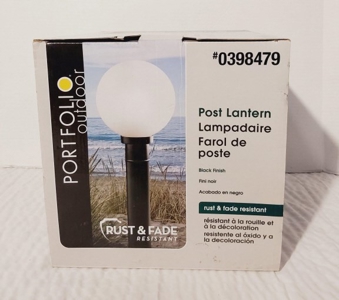 #0398479
PORTFOLIO
outdoor
Post Lantern
Lampadaire
Farol de
poste
Black Finish
Fini noir
Acabado en negro
rust & fade resistant
résistant à la rouille et
à la décoloration
resistente al óxido y a
la decoloración
RUST & FADE
RESISTANT